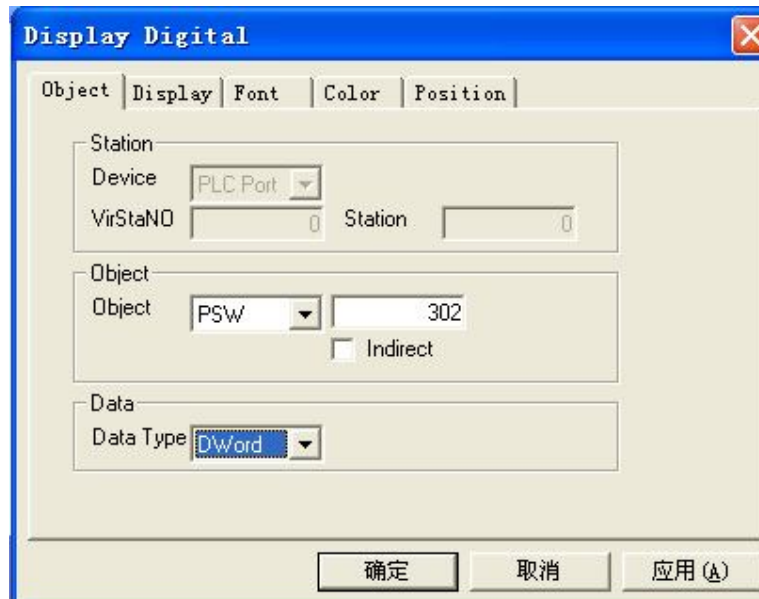 Display Digital
Object Display Font Color Position
Station
Device PLC Port
VirStaNO 0 Station 0
Object
Object PSW 302
Indirect
Data
Data Type DWord
确定 取消 应用(A)